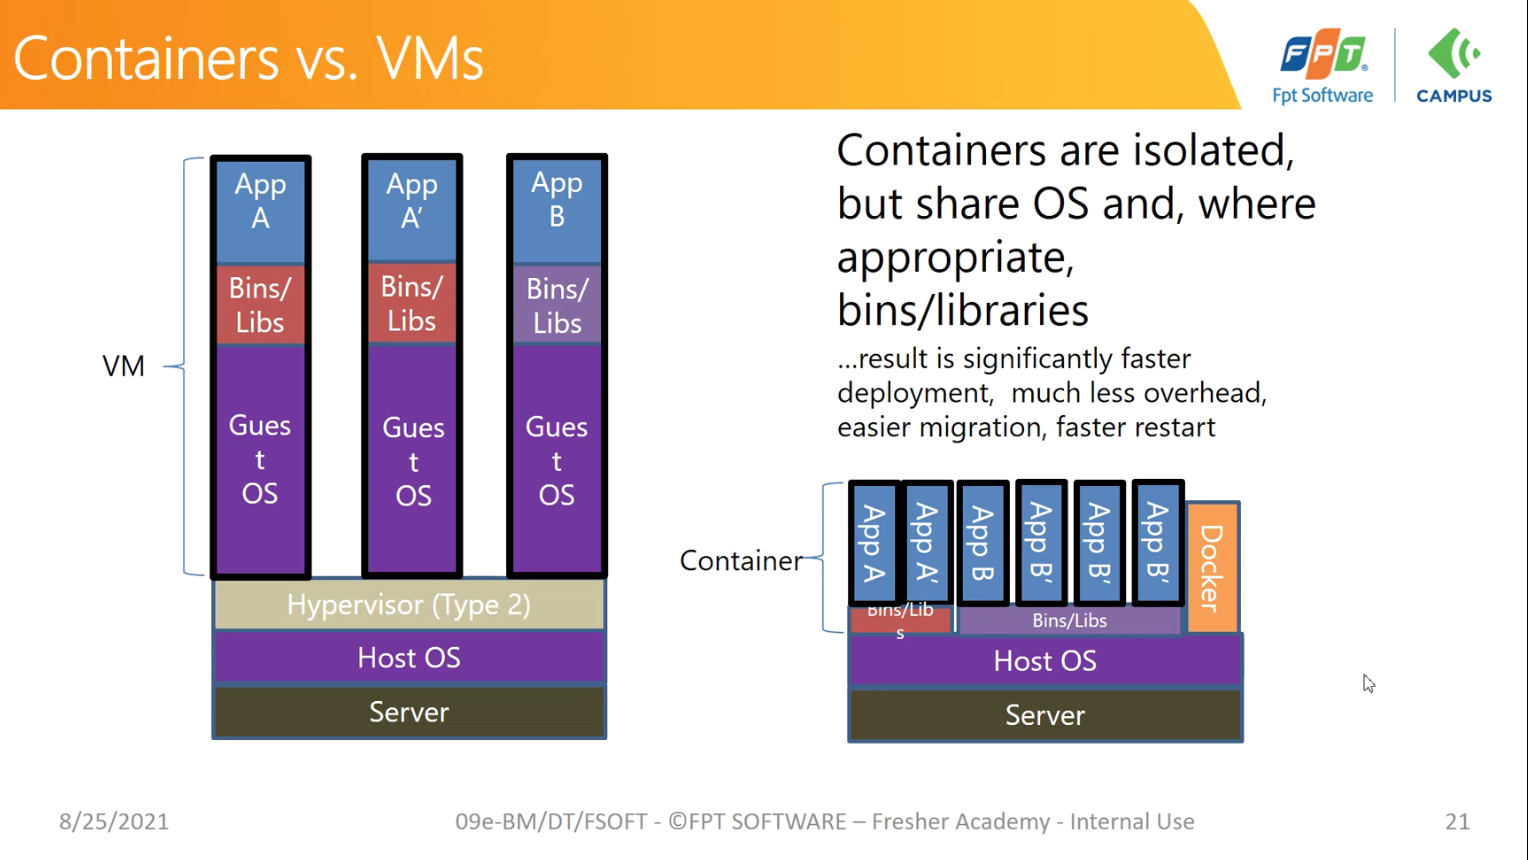 Containers vs. VMs
FPT
Fpt Software
CAMPUS
App
A
Bins/
Libs
Gues
t
OS
App
A’
Bins/
Libs
Gues
t
OS
App
B
Bins/
Libs
Gues
t
OS
VM
Hypervisor (Type 2)
Host OS
Server
Containers are isolated,
but share OS and, where
appropriate,
bins/libraries
...result is significantly faster
deployment,  much less overhead,
easier migration, faster restart
Container
App A
App A’
App B
App B’
App B’
App B’
Docker
Bins/Lib
s
Bins/Libs
Host OS
Server
8/25/2021
09e-BM/DT/FSOFT - ©FPT SOFTWARE – Fresher Academy - Internal Use
21